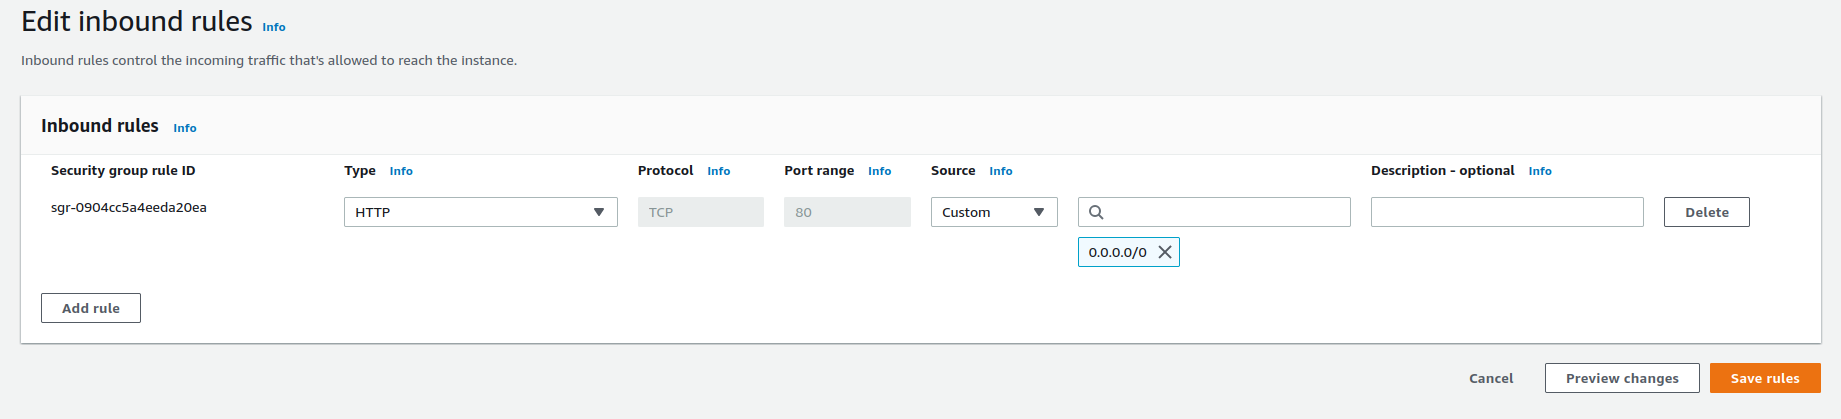 Edit inbound rules Info
Inbound rules control the incoming traffic that's allowed to reach the instance.
Inbound rules Info
Security group rule ID Type Info Protocol Info Port range Info Source Info Description - optional Info
sgr-0904cc5a4eeda20ea HTTP TCP 80 Custom Delete
0.0.0.0/0
Add rule
Cancel Preview changes Save rules